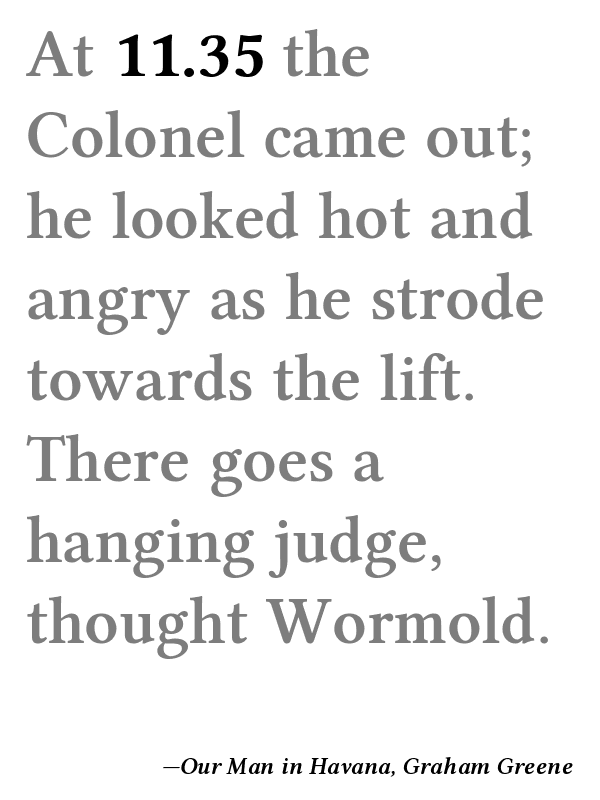 At 11.35 the
Colonel came out;
he looked hot and
angry as he strode
towards the lift.
There goes a
hanging judge,
thought Wormold.
—Our Man in Havana, Graham Greene